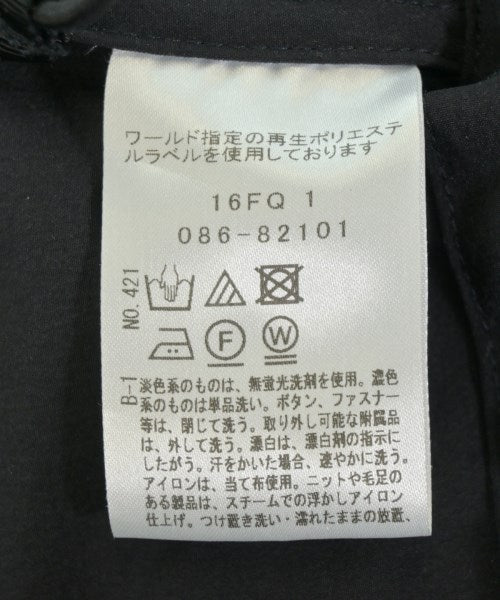 ワールド指定の再生ポリエステ
ルラベルを使用しております
16FQ 1
086-82101
NO.421
F
W
B-1
淡色系のものは、無蛍光洗剤を使用。濃色
系のものは単品洗い。ボタン、ファスナー
等は、閉じて洗う。取り外し可能な附属品
は、外して洗う。漂白は、漂白剤の指示に
したがう。汗をかいた場合、速やかに洗う。
アイロンは、当て布使用。ニットや毛足の
ある製品は、スチームでの浮かしアイロン
仕上げ。つけ置き洗い・濡れたままの放置、